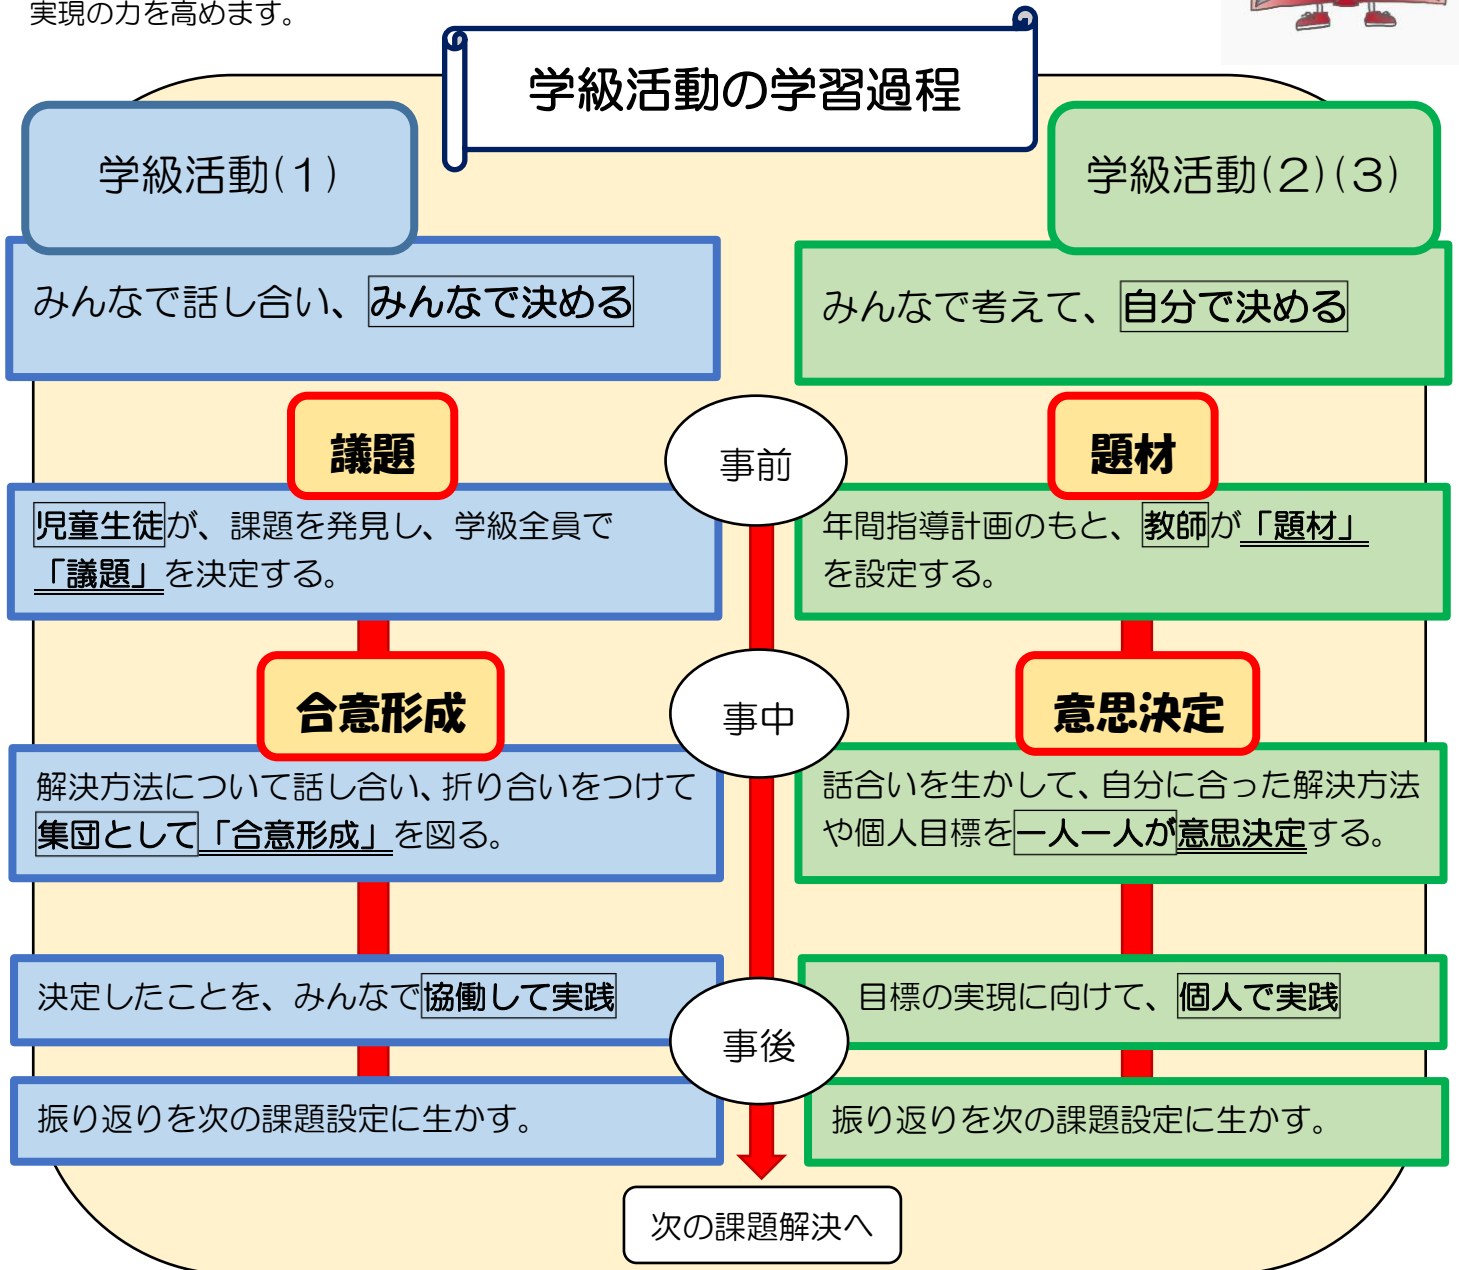 実現の力を高めます。
学級活動の学習過程
学級活動(1)
学級活動(2)(3)
みんなで話し合い、みんなで決める
みんなで考えて、自分で決める
議題
事前
題材
児童生徒が、課題を発見し、学級全員で
「議題」を決定する。
年間指導計画のもと、教師が「題材」
を設定する。
合意形成
事中
意思決定
解決方法について話し合い、折り合いをつけて
集団として「合意形成」を図る。
話合いを生かして、自分に合った解決方法
や個人目標を一人一人が意思決定する。
決定したことを、みんなで協働して実践
事後
目標の実現に向けて、個人で実践
振り返りを次の課題設定に生かす。
振り返りを次の課題設定に生かす。
次の課題解決へ